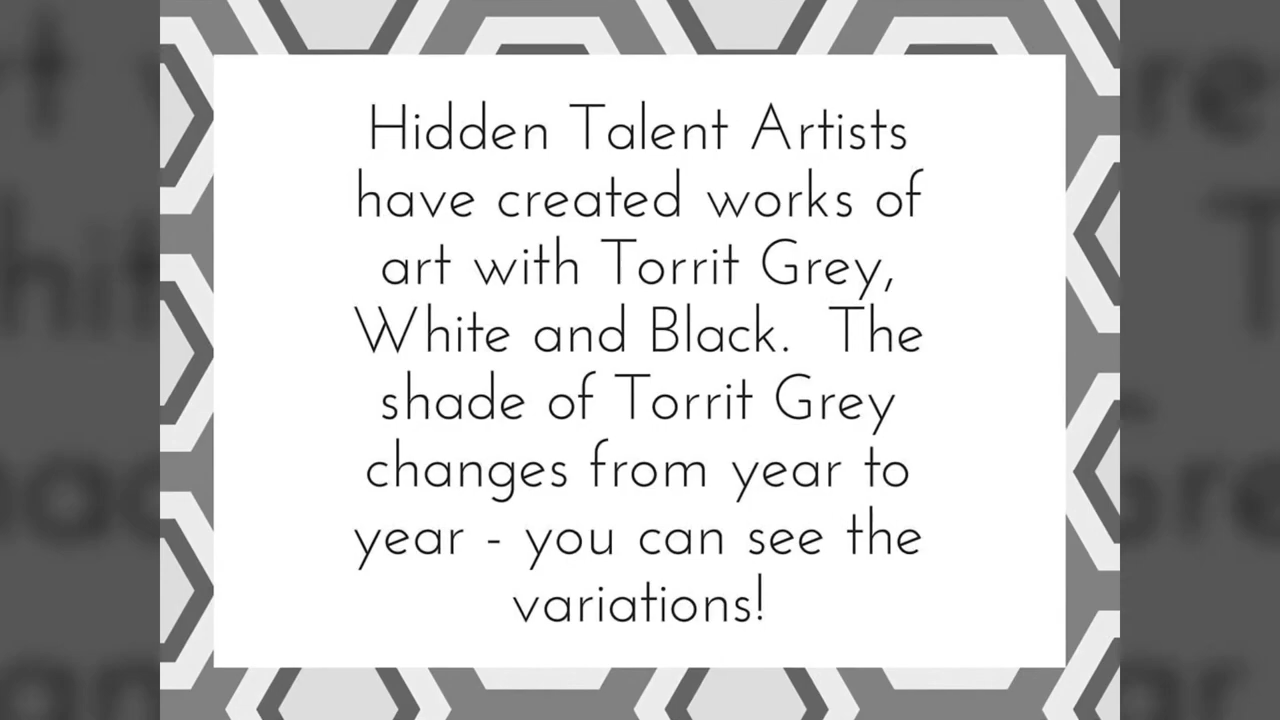 Hidden Talent Artists
have created works of
art with Torrit Grey,
White and Black.  The
shade of Torrit Grey
changes from year to
year - you can see the
variations!